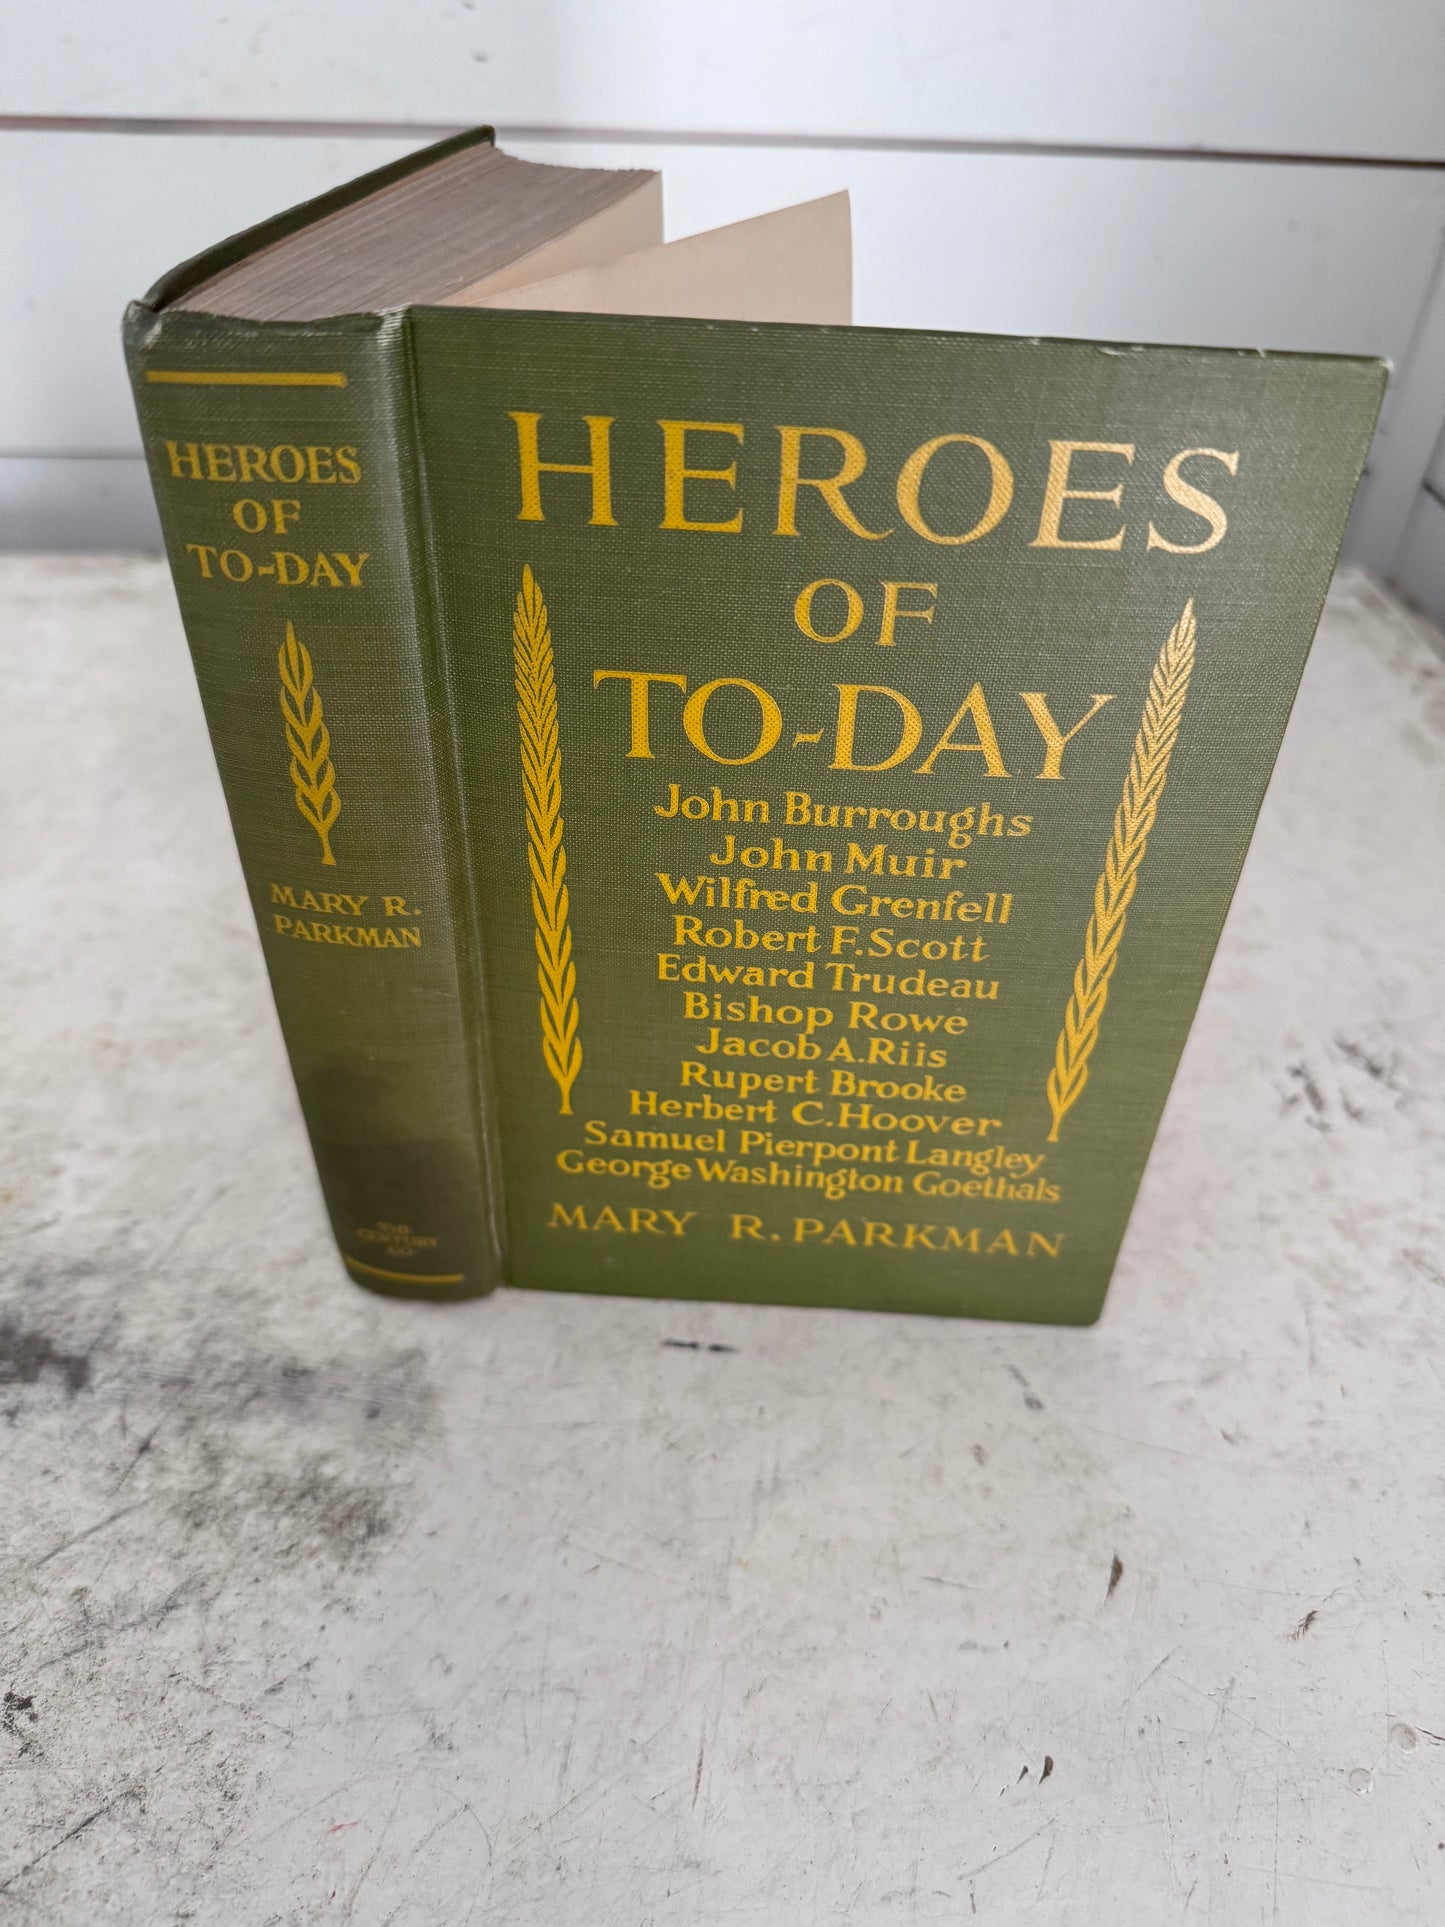 HEROES
OF
TO-DAY
MARY R.
PARKMAN
THE
CENTURY
CO
HEROES
OF
TO-DAY
John Burroughs
John Muir
Wilfred Grenfell
Robert F. Scott
Edward Trudeau
Bishop Rowe
Jacob A. Riis
Rupert Brooke
Herbert C. Hoover
Samuel Pierpont Langley
George Washington Goethals
MARY R. PARKMAN